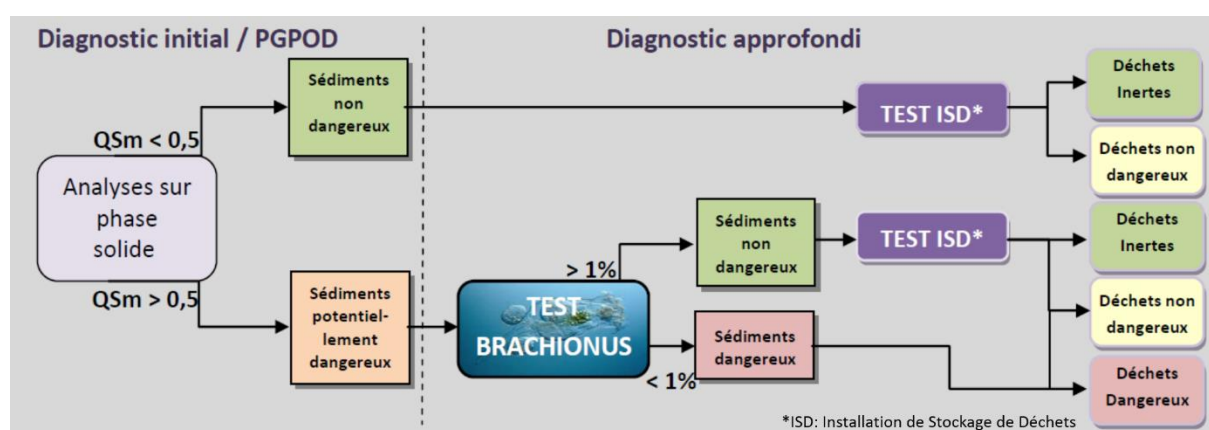 Diagnostic initial / PGPOD
Diagnostic approfondi
QSm < 0,5
Analyses sur
phase
solide
QSm > 0,5
Sédiments
non
dangereux
Sédiments
potentiel-
lement
dangereux
TEST
BRACHIONUS
> 1%
< 1%
Sédiments
non
dangereux
Sédiments
dangereux
TEST ISD*
TEST ISD*
Déchets
Inertes
Déchets non
dangereux
Déchets
Inertes
Déchets non
dangereux
Déchets
Dangereux
*ISD: Installation de Stockage de Déchets